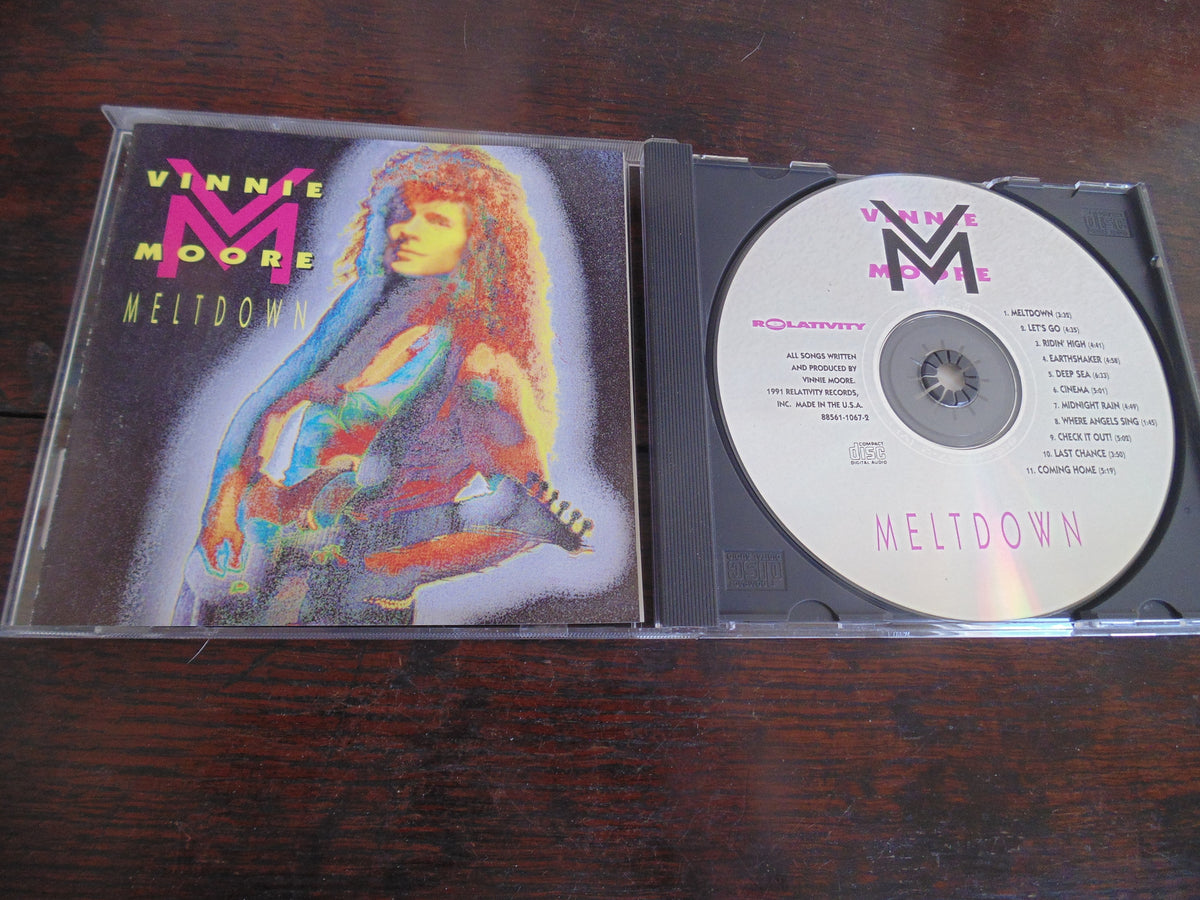 VINNIE
VM
MOORE
MELTDOWN
VINNIE
VM
MOORE
RELATIVITY
ALL SONGS WRITTEN
AND PRODUCED BY
VINNIE MOORE.
1991 RELATIVITY RECORDS,
INC. MADE IN THE U.S.A.
88561-1067-2
COMPACT
disc
DIGITAL AUDIO
1. MELTDOWN (3:35)
2. LET'S GO (4:35)
3. RIDIN' HIGH (4:41)
4. EARTHSHAKER (4:58)
5. DEEP SEA (6:33)
6. CINEMA (5:01)
7. MIDNIGHT RAIN (4:49)
8. WHERE ANGELS SING (1:45)
9. CHECK IT OUT! (5:02)
10. LAST CHANCE (3:50)
11. COMING HOME (5:19)
MELTDOWN